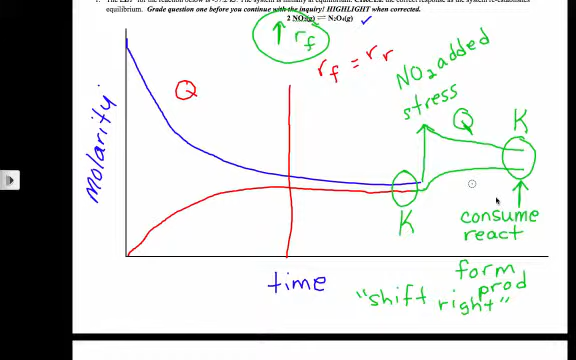 equilibrium. Grade question one before you continue with the inquiry! HIGHLIGHT when corrected.
2 NO₂(g) ⇌ N₂O₄(g) ✓
↑ rf
rf = rr
NO₂ added
stress
Q
Q
K
molarity
K
consume
react
form
prod
time
"shift right"